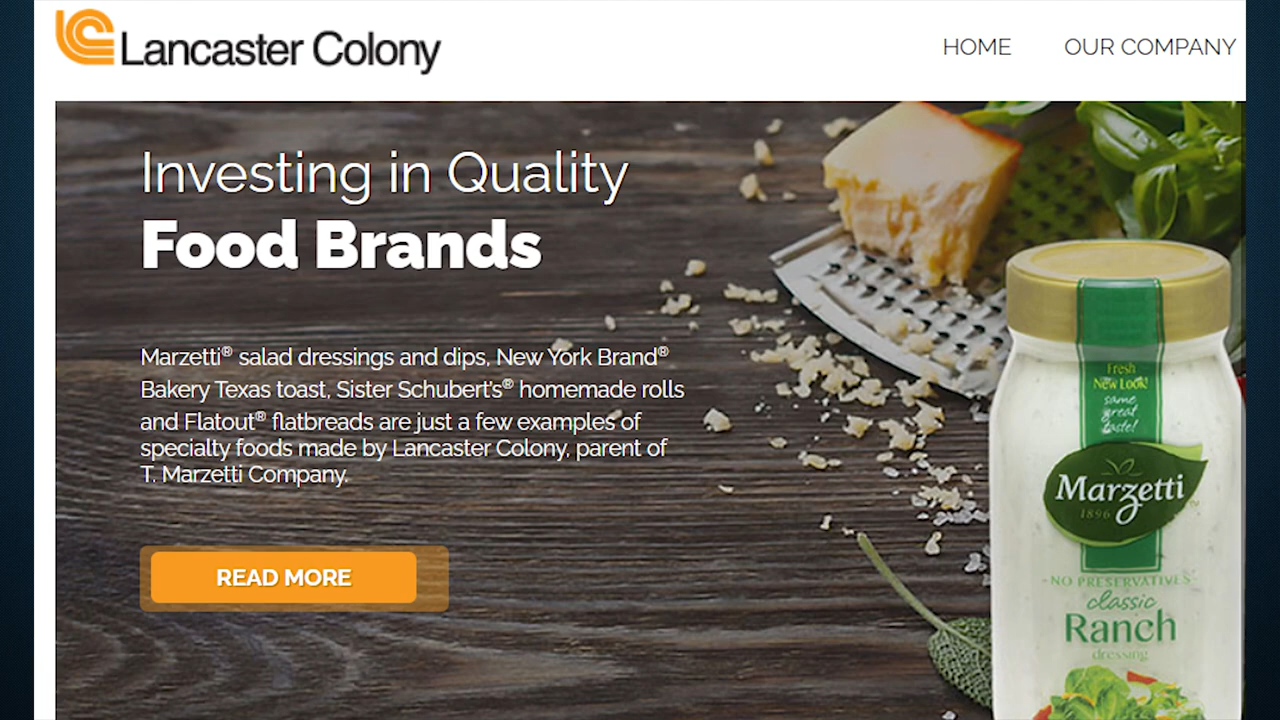 Lancaster Colony
HOME OUR COMPANY
Investing in Quality
Food Brands
Marzetti® salad dressings and dips, New York Brand®
Bakery Texas toast, Sister Schubert's® homemade rolls
and Flatout® flatbreads are just a few examples of
specialty foods made by Lancaster Colony, parent of
T. Marzetti Company.
READ MORE
Fresh
New Look!
same
great
taste!
Marzetti
1896
NO PRESERVATIVES
classic
Ranch
dressing